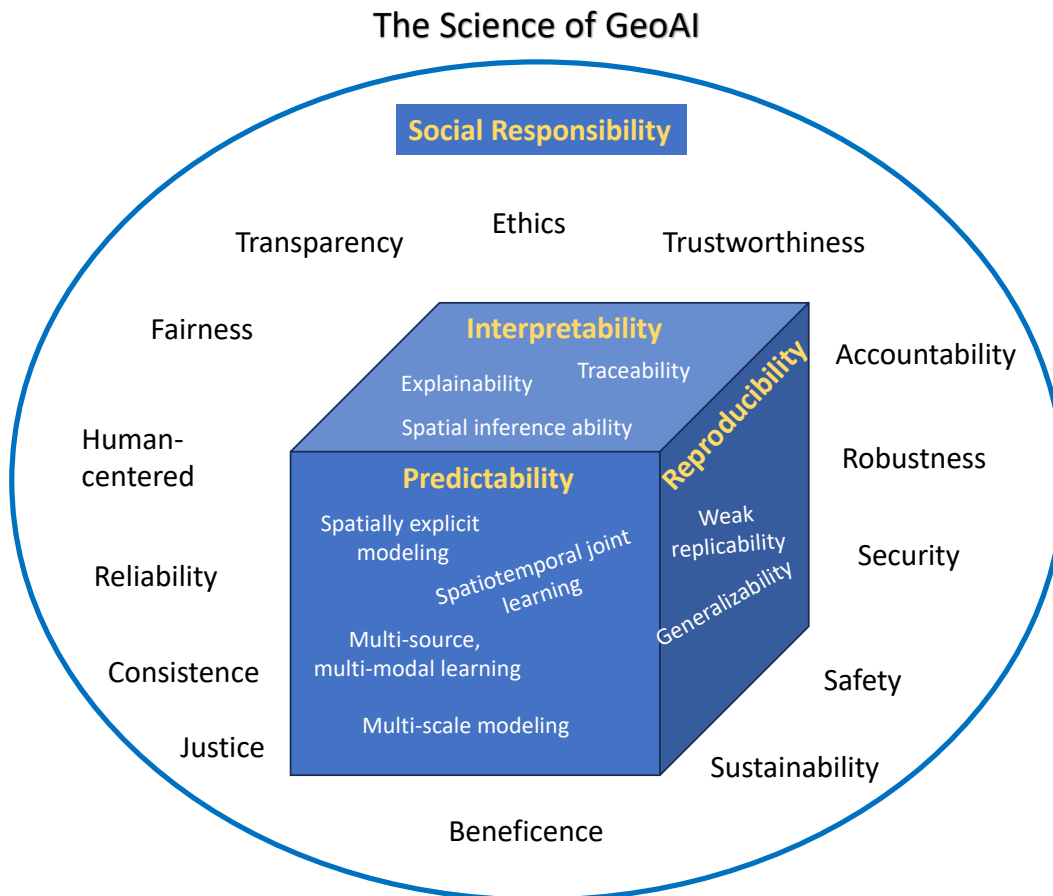 The Science of GeoAI
Social Responsibility
Ethics
Transparency
Trustworthiness
Fairness
Accountability
Human-
centered
Robustness
Reliability
Security
Consistence
Safety
Justice
Sustainability
Beneficence
Interpretability
Explainability
Traceability
Spatial inference ability
Predictability
Spatially explicit
modeling
Spatiotemporal joint
learning
Multi-source,
multi-modal learning
Multi-scale modeling
Reproducibility
Weak
replicability
Generalizability